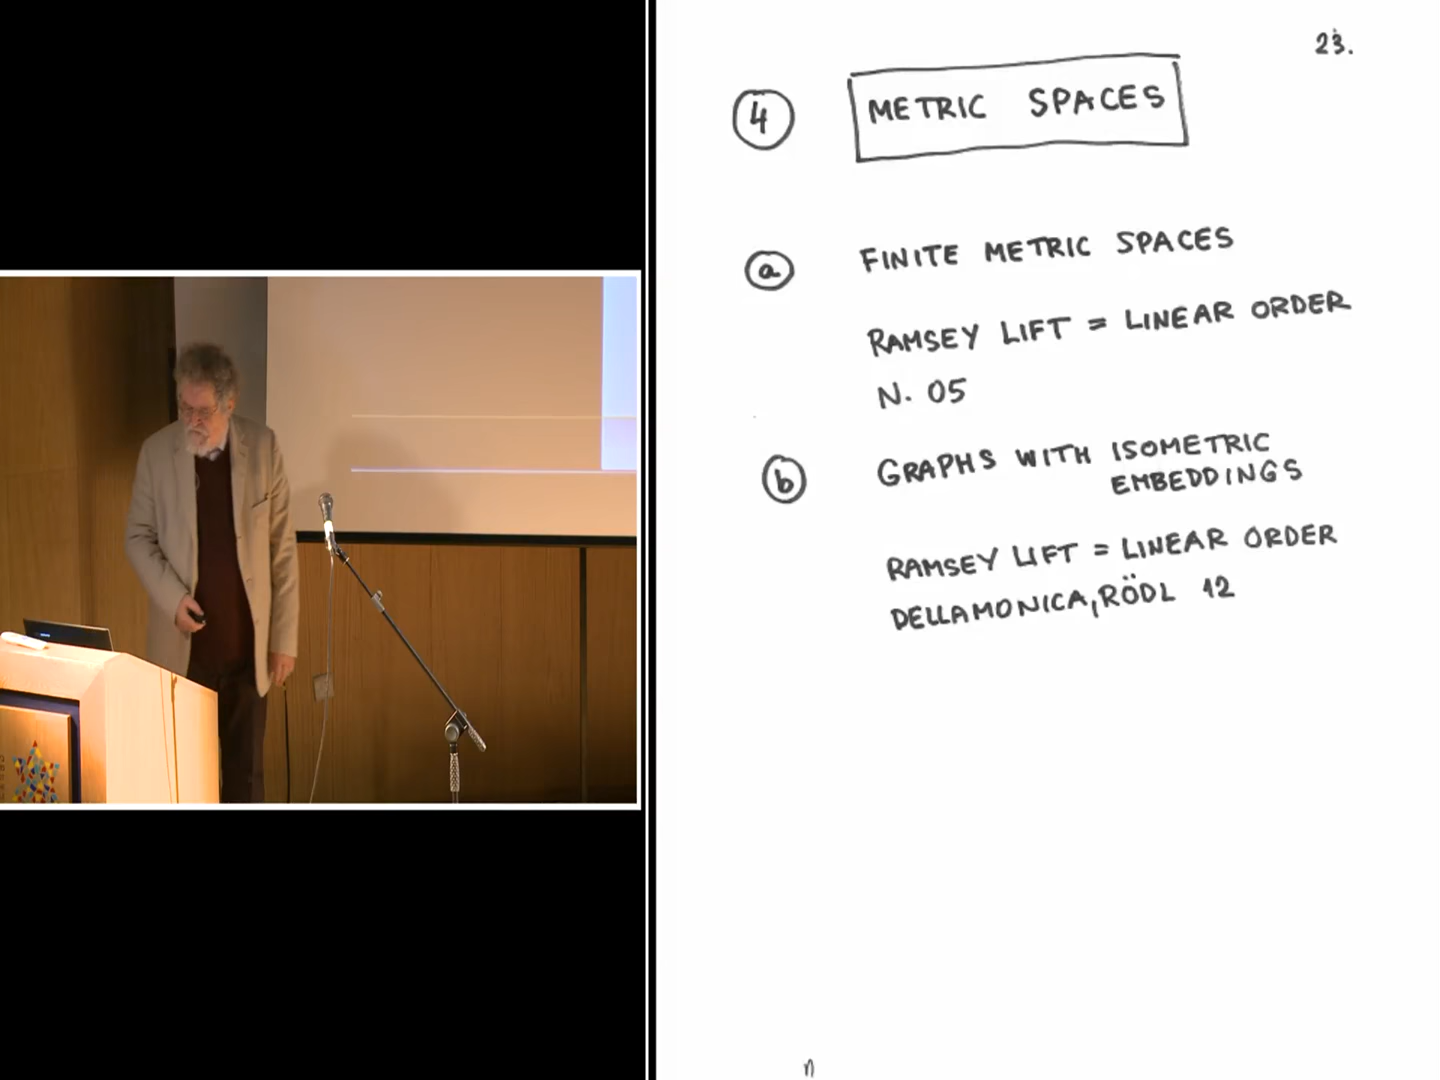 23.
4 METRIC SPACES
a FINITE METRIC SPACES
RAMSEY LIFT = LINEAR ORDER
N. 05
b GRAPHS WITH ISOMETRIC
EMBEDDINGS
RAMSEY LIFT = LINEAR ORDER
DELLAMONICA, RÖDL 12
n